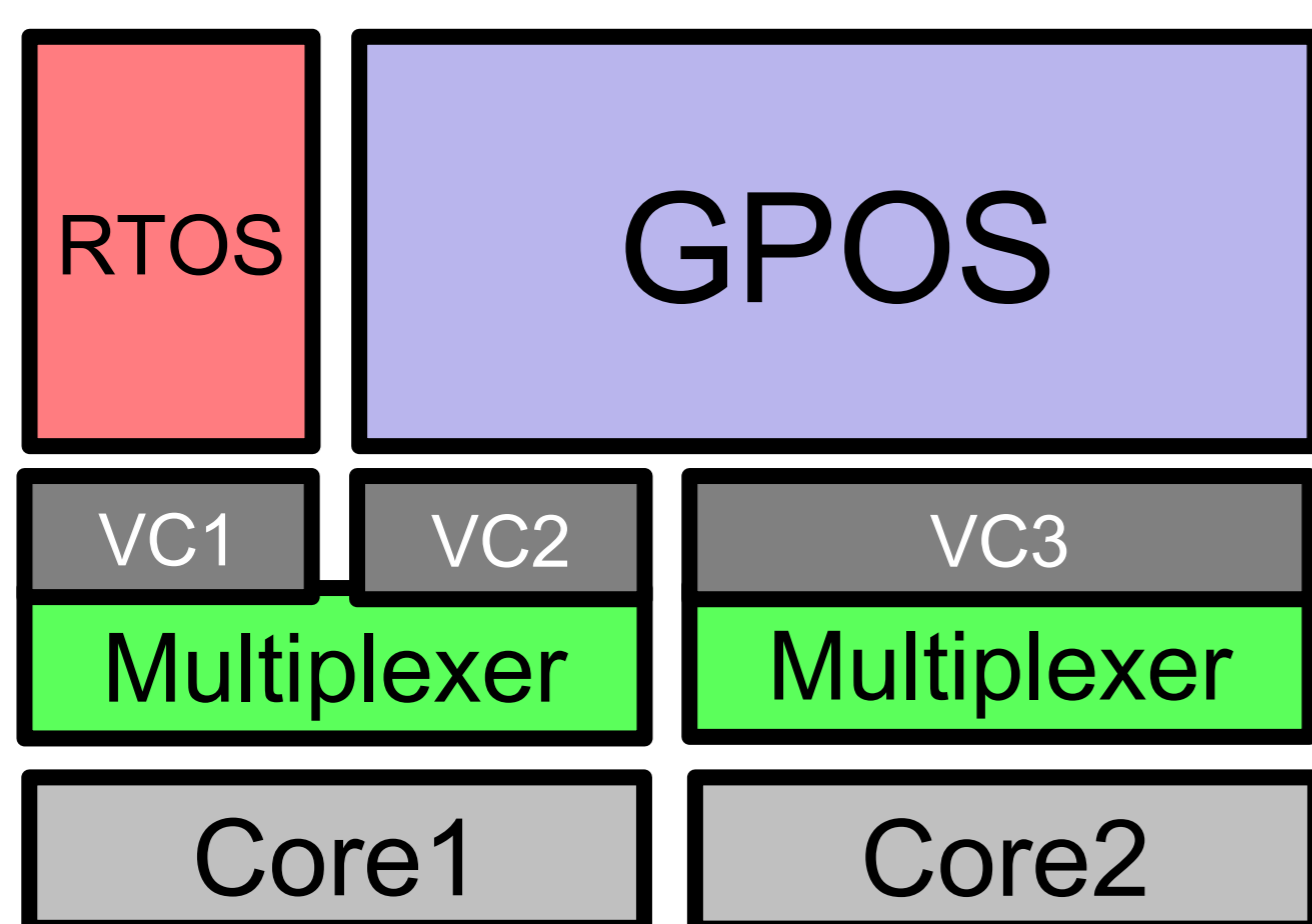 RTOS
GPOS
VC1
VC2
VC3
Multiplexer
Multiplexer
Core1
Core2